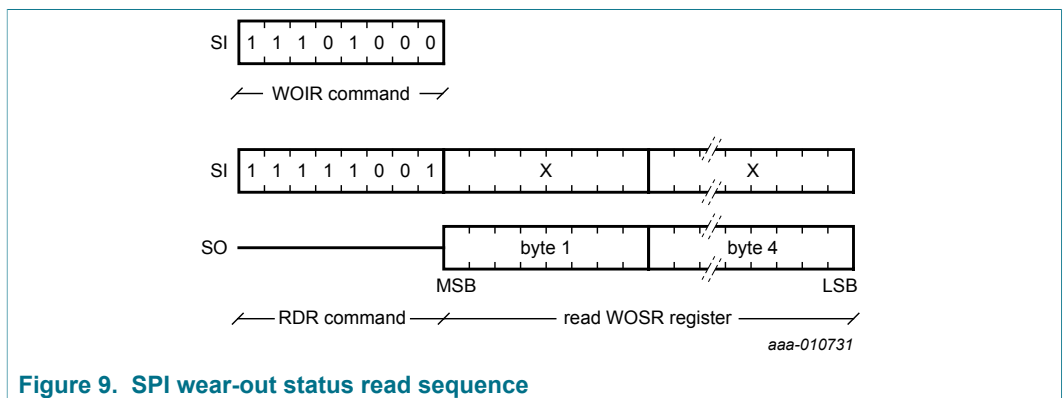 SI 1 1 1 0 1 0 0 0
WOIR command
SI 1 1 1 1 1 0 0 1 X X
SO byte 1 byte 4
MSB LSB
RDR command read WOSR register
aaa-010731
Figure 9. SPI wear-out status read sequence